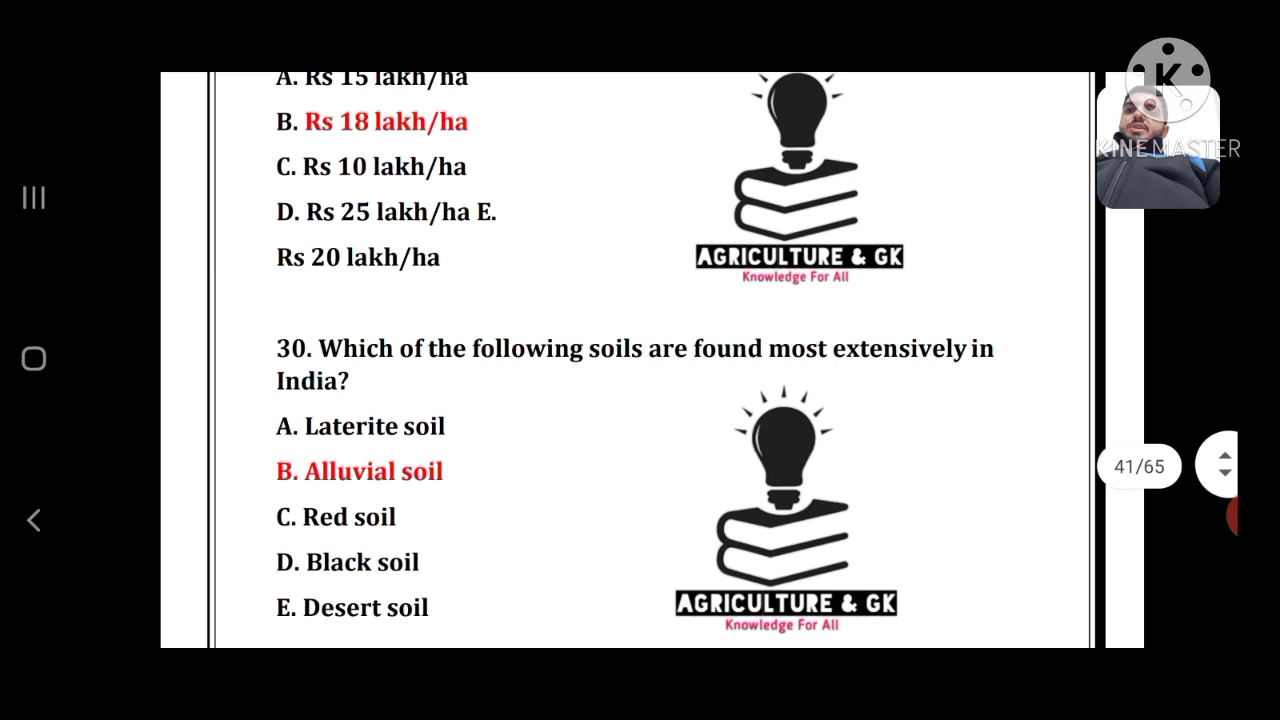 A. Rs 15 lakh/ha
B. Rs 18 lakh/ha
C. Rs 10 lakh/ha
D. Rs 25 lakh/ha E.
Rs 20 lakh/ha
AGRICULTURE & GK
Knowledge For All
K
KINEMASTER
30. Which of the following soils are found most extensively in
India?
A. Laterite soil
B. Alluvial soil
C. Red soil
D. Black soil
E. Desert soil
AGRICULTURE & GK
Knowledge For All
41/65